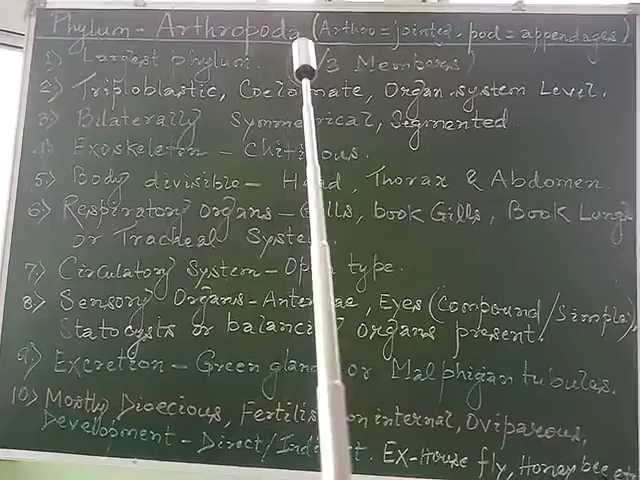 Phylum - Arthropoda (Arthro = jointed, pod = appendages)
1) Largest phylum. /3 Members)
2) Triploblastic, Coelomate, Organ-system Level.
3) Bilaterally Symmetrical, Segmented.
4) Exoskeleton - Chitinous.
5) Body divisible - Head, Thorax & Abdomen.
6) Respiratory organs - Gills, book Gills, Book Lungs
or Tracheal System.
7) Circulatory System - Open type.
8) Sensory Organs - Antennae, Eyes (Compound/Simple),
Statocysts or balancing organs present.
9) Excretion - Green gland or Malphigan tubules.
10) Mostly Dioecious, Fertilisation internal, Oviparous,
Development - Direct/Indirect. Ex-House fly, Honey bee etc